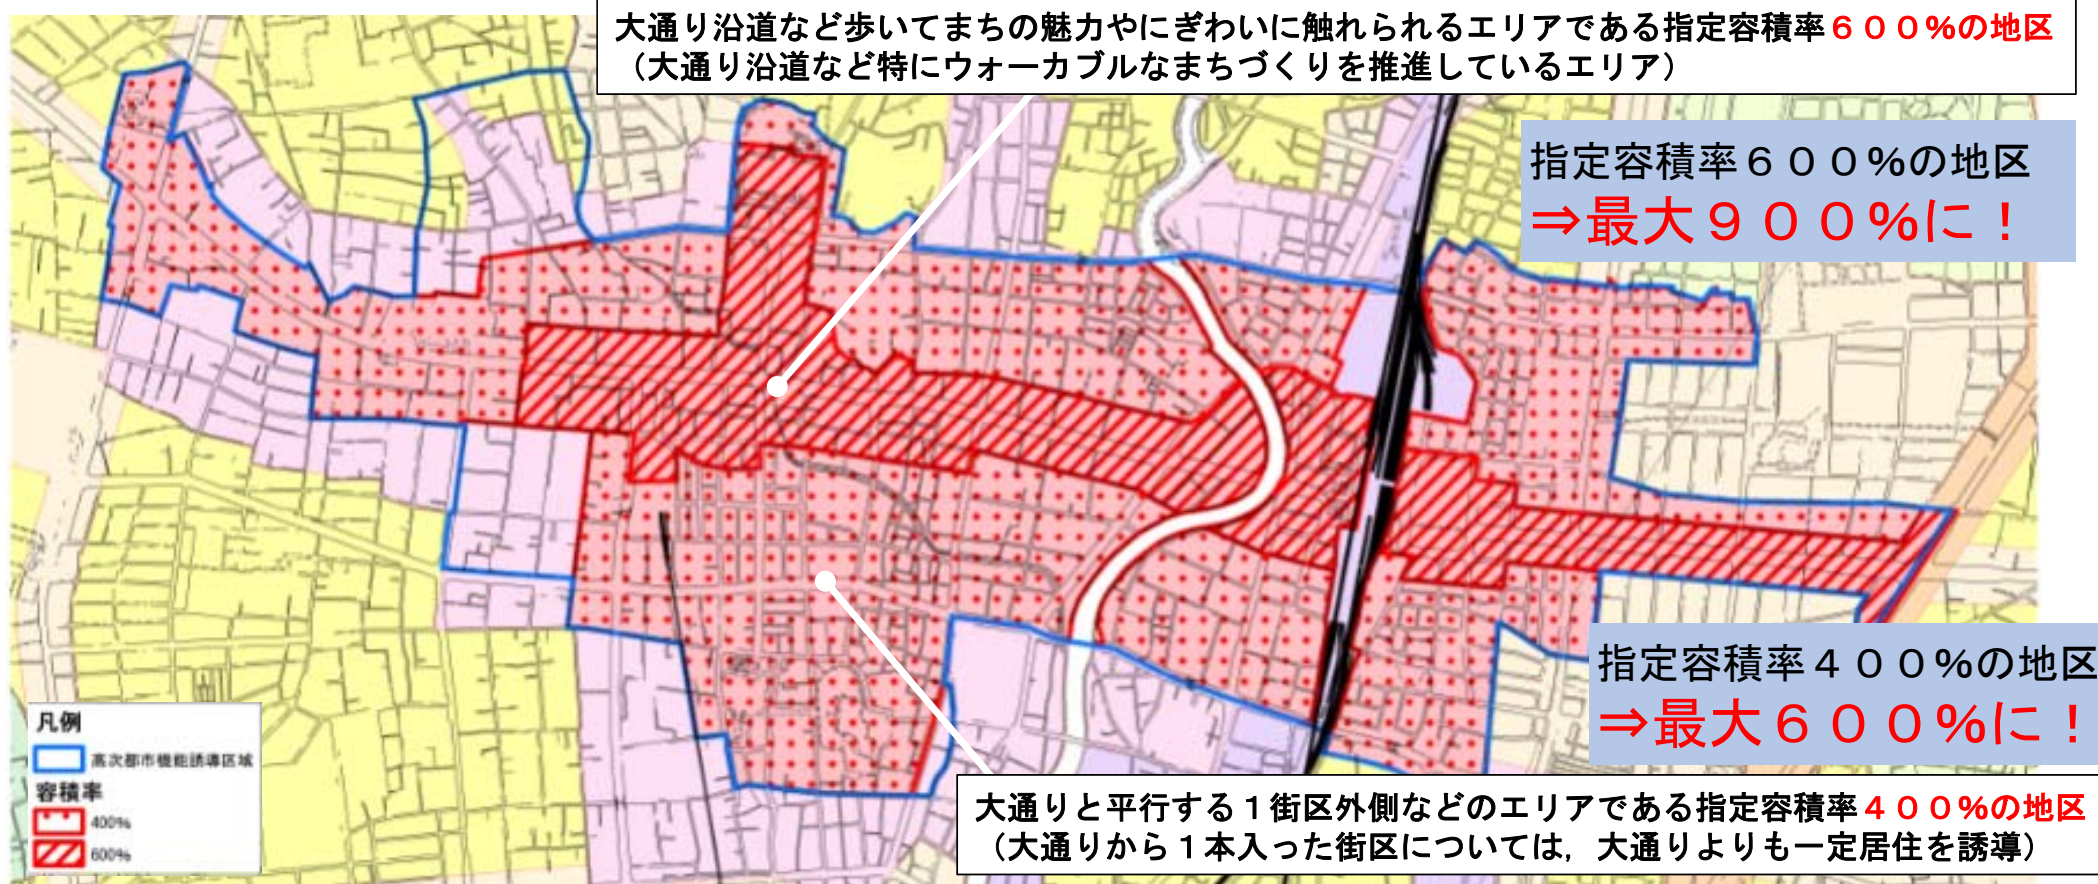 大通り沿道など歩いてまちの魅力やにぎわいに触れられるエリアである指定容積率６００％の地区
（大通り沿道など特にウォーカブルなまちづくりを推進しているエリア）
指定容積率６００％の地区
⇒最大９００％に！
指定容積率４００％の地区
⇒最大６００％に！
大通りと平行する１街区外側などのエリアである指定容積率４００％の地区
（大通りから１本入った街区については，大通りよりも一定居住を誘導）
凡例
高次都市機能誘導区域
容積率
400%
600%